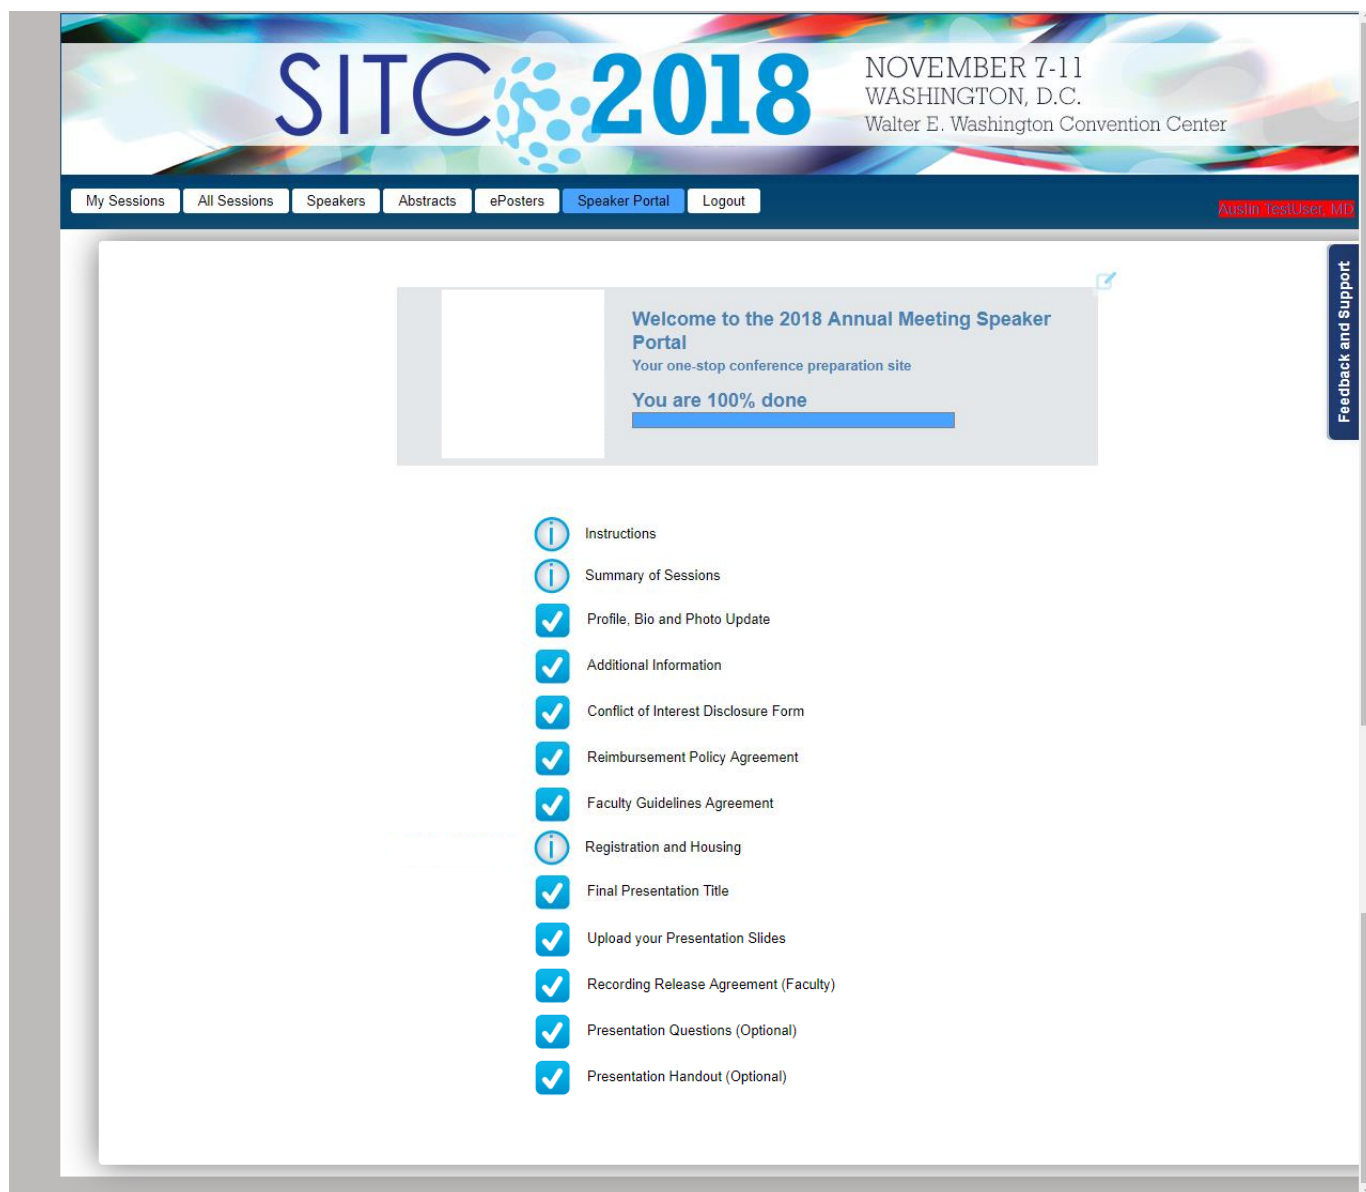 SITC 2018
NOVEMBER 7-11
WASHINGTON, D.C.
Walter E. Washington Convention Center
My Sessions
All Sessions
Speakers
Abstracts
ePosters
Speaker Portal
Logout
Austin TestUser, MD
Feedback and Support
Welcome to the 2018 Annual Meeting Speaker
Portal
Your one-stop conference preparation site
You are 100% done
Instructions
Summary of Sessions
Profile, Bio and Photo Update
Additional Information
Conflict of Interest Disclosure Form
Reimbursement Policy Agreement
Faculty Guidelines Agreement
Registration and Housing
Final Presentation Title
Upload your Presentation Slides
Recording Release Agreement (Faculty)
Presentation Questions (Optional)
Presentation Handout (Optional)